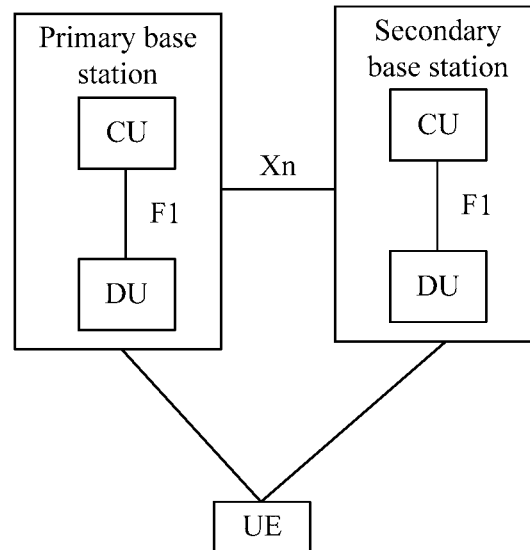 Primary base
station
CU
F1
DU
Xn
Secondary
base station
CU
F1
DU
UE